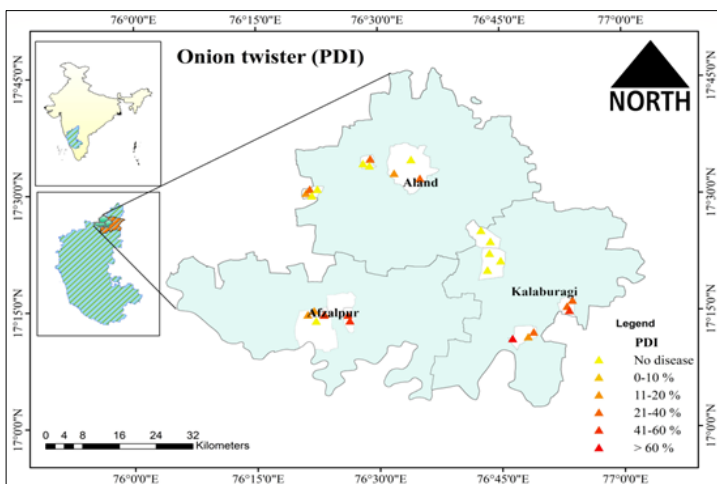 76°0'0"E 76°15'0"E 76°30'0"E 76°45'0"E 77°0'0"E
Onion twister (PDI)
NORTH
17°45'0"N
17°45'0"N
17°30'0"N
17°30'0"N
17°15'0"N
17°15'0"N
17°0'0"N
17°0'0"N
Aland
Kalaburagi
Afzalpur
Legend
PDI
No disease
0-10 %
11-20 %
21-40 %
41-60 %
> 60 %
0 4 8 16 24 32
Kilometers
76°0'0"E 76°15'0"E 76°30'0"E 76°45'0"E 77°0'0"E